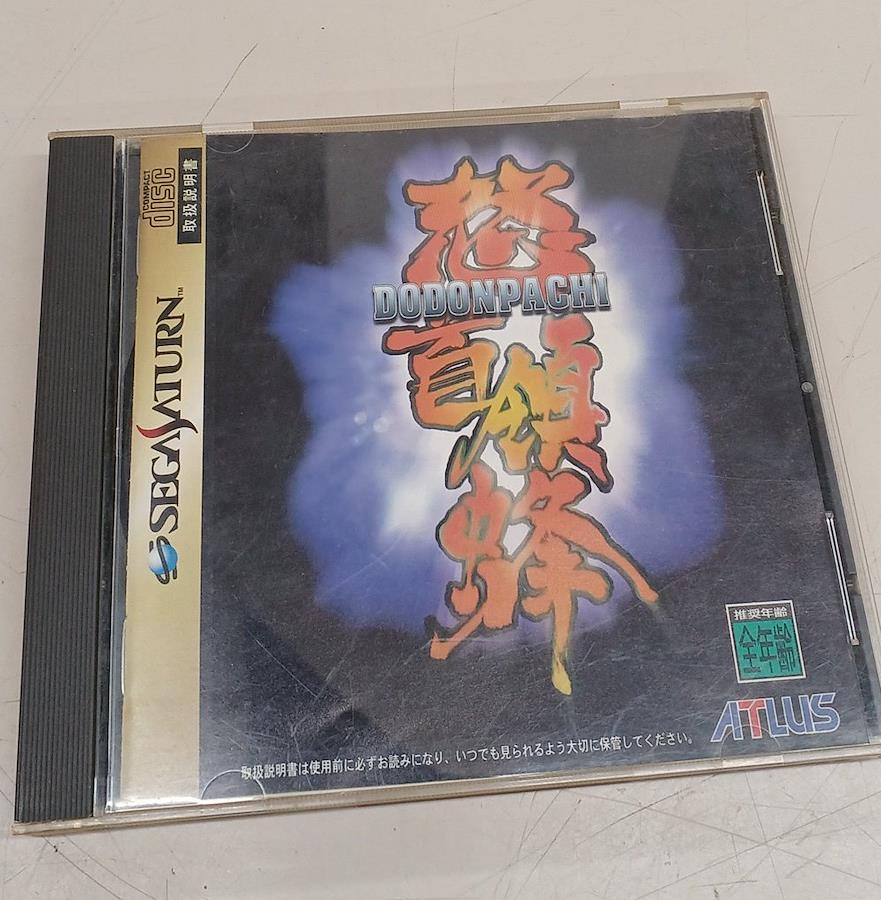 COMPACT
disc
取扱説明書
SEGA SATURN™
怒
DODONPACHI
首領
蜂
推奨年齢
全年齢
ATLUS
取扱説明書は使用前に必ずお読みになり、いつでも見られるよう大切に保管してください。